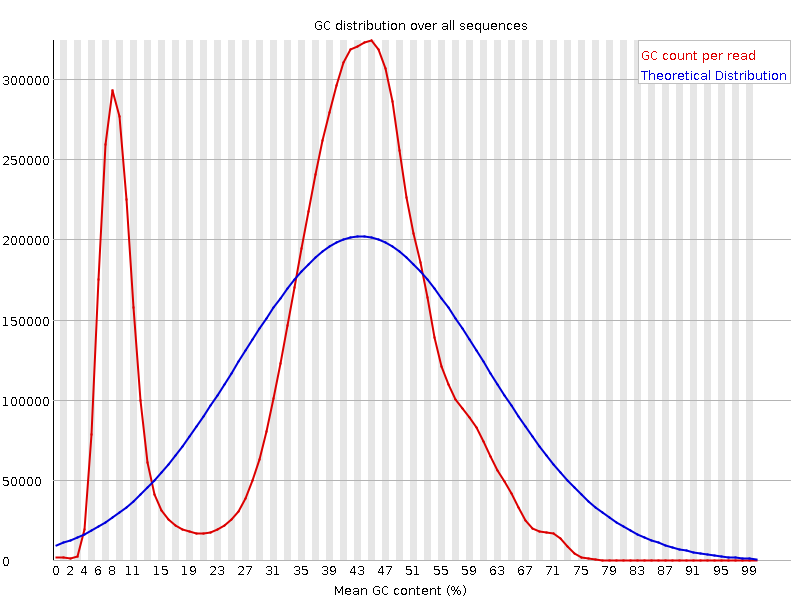 GC distribution over all sequences
GC count per read
Theoretical Distribution
300000
250000
200000
150000
100000
50000
0
0 2 4 6 8 11 15 19 23 27 31 35 39 43 47 51 55 59 63 67 71 75 79 83 87 91 95 99
Mean GC content (%)